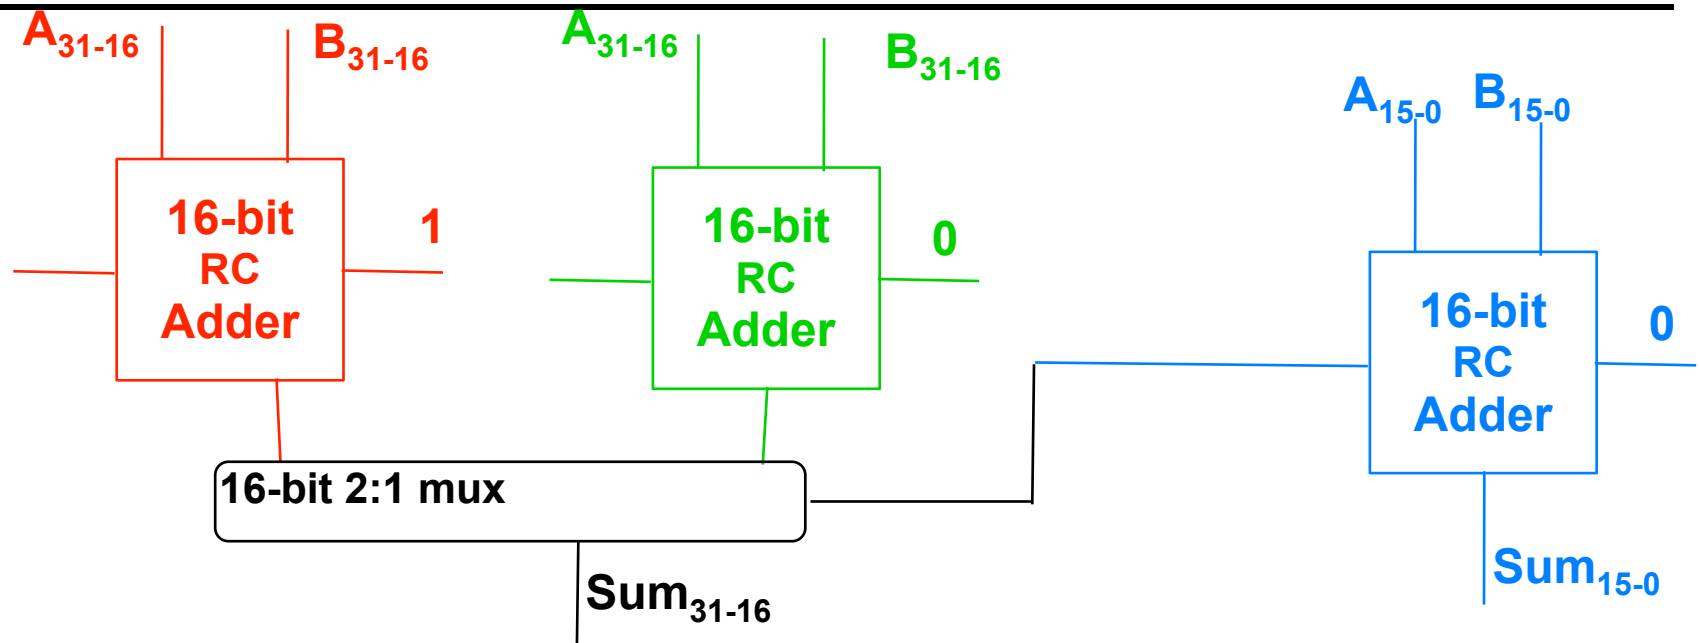 A31-16
B31-16
16-bit
RC
Adder
1
A31-16
B31-16
16-bit
RC
Adder
0
A15-0
B15-0
16-bit
RC
Adder
0
16-bit 2:1 mux
Sum31-16
Sum15-0